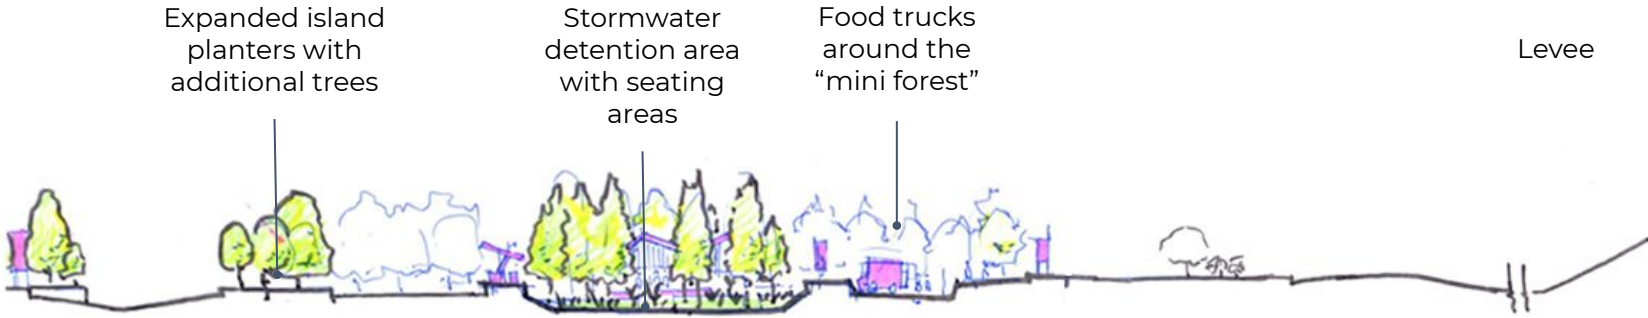 Expanded island
planters with
additional trees
Stormwater
detention area
with seating
areas
Food trucks
around the
“mini forest”
Levee